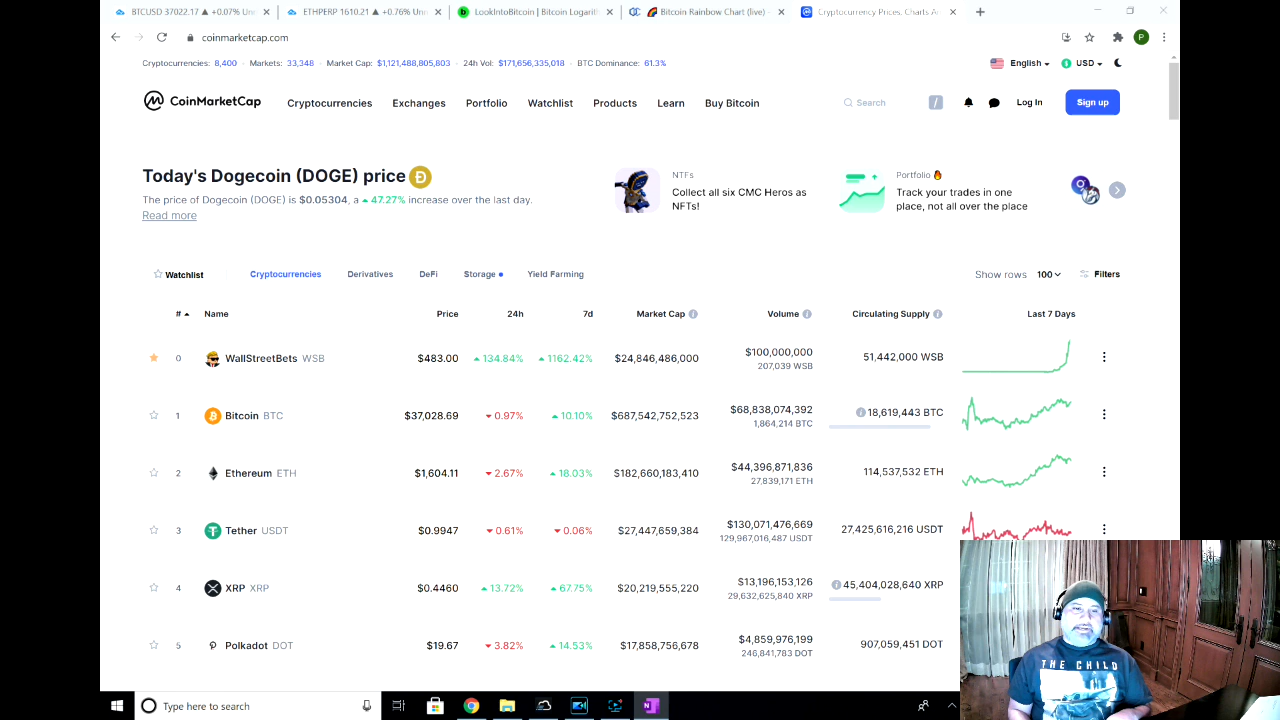 BTCUSD 37022.17 ▲ +0.07% Un
ETHPERP 1610.21 ▲ +0.76% Un
LookIntoBitcoin | Bitcoin Logarith
Bitcoin Rainbow Chart (live) -
Cryptocurrency Prices, Charts A
coinmarketcap.com
P
Cryptocurrencies: 8,400 Markets: 33,348 Market Cap: $1,121,488,805,803 24h Vol: $171,656,335,018 BTC Dominance: 61.3%
English USD
CoinMarketCap
Cryptocurrencies Exchanges Portfolio Watchlist Products Learn Buy Bitcoin
Search /
Log In Sign up
Today's Dogecoin (DOGE) price
The price of Dogecoin (DOGE) is $0.05304, a ▲ 47.27% increase over the last day.
Read more
NTFs
Collect all six CMC Heros as
NFTs!
Portfolio
Track your trades in one
place, not all over the place
Watchlist Cryptocurrencies Derivatives DeFi Storage Yield Farming
Show rows 100 Filters
# Name Price 24h 7d Market Cap Volume Circulating Supply Last 7 Days
0 WallStreetBets WSB $483.00 134.84% 1162.42% $24,846,486,000 $100,000,000 51,442,000 WSB
207,039 WSB
1 Bitcoin BTC $37,028.69 0.97% 10.10% $687,542,752,523 $68,838,074,392 18,619,443 BTC
1,864,214 BTC
2 Ethereum ETH $1,604.11 2.67% 18.03% $182,660,183,410 $44,396,871,836 114,537,532 ETH
27,839,171 ETH
3 Tether USDT $0.9947 0.61% 0.06% $27,447,659,384 $130,071,476,669 27,425,616,216 USDT
129,967,016,487 USDT
4 XRP XRP $0.4460 13.72% 67.75% $20,219,555,220 $13,196,153,126 45,404,028,640 XRP
29,632,625,840 XRP
5 Polkadot DOT $19.67 3.82% 14.53% $17,858,756,678 $4,859,976,199 907,059,451 DOT
246,841,783 DOT
THE CHILD
Type here to search